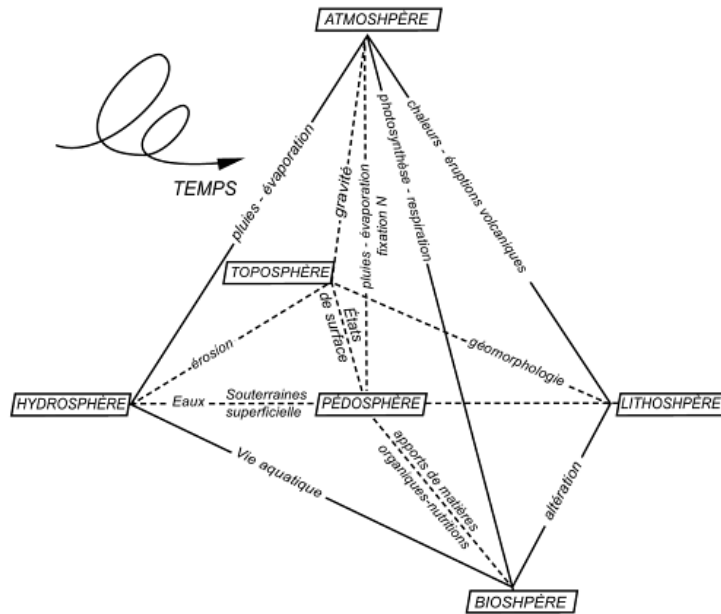 ATMOSHPÈRE
TEMPS
pluies - évaporation
gravité
pluies - évaporation
fixation N
photosynthèse - respiration
chaleurs - éruptions volcaniques
TOPOSPHÈRE
États
de surface
érosion
géomorphologie
HYDROSPHÈRE
Eaux
Souterraines
superficielle
PÉDOSPHÈRE
LITHOSHPÈRE
Vie aquatique
apports de matières
organiques-nutritions
altération
BIOSHPÈRE